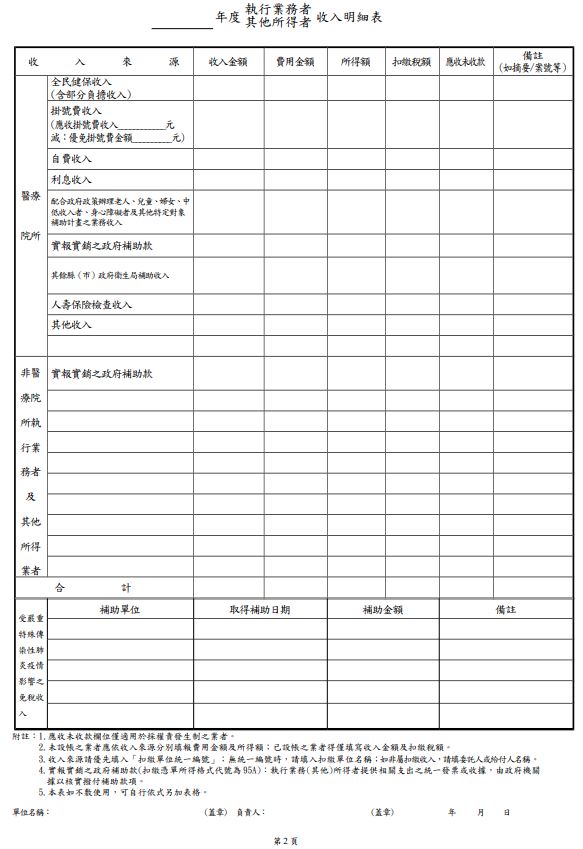 ________ 年度 執行業務者 其他所得者 收入明細表
收 入 來 源 收入金額 費用金額 所得額 扣繳稅額 應收未收款 備註
(如摘要/案號等)
醫療
院所
全民健保收入
(含部分負擔收入)
掛號費收入
(應收掛號費收入__________元
減：優免掛號費金額________元)
自費收入
利息收入
配合政府政策辦理老人、兒童、婦女、中
低收入者、身心障礙者及其他特定對象
補助計畫之業務收入
實報實銷之政府補助款
其餘縣（市）政府衛生局補助收入
人壽保險檢查收入
其他收入
非醫
療院
所執
行業
務者
及
其他
所得
業者
實報實銷之政府補助款
合 計
受嚴重
特殊傳
染性肺
炎疫情
影響之
免稅收
入
補助單位 取得補助日期 補助金額 備註
附註：1. 應收未收款欄位僅適用於採權責發生制之業者。
2. 未設帳之業者應依收入來源分別填報費用金額及所得額；已設帳之業者得僅填寫收入金額及扣繳稅額。
3. 收入來源請優先填入「扣繳單位統一編號」；無統一編號時，請填入扣繳單位名稱；如非屬扣繳收入，請填委託人或給付人名稱。
4. 實報實銷之政府補助款(扣繳憑單所得格式代號為95A)：執行業務(其他)所得者提供相關支出之統一發票或收據，由政府機關
據以核實撥付補助款項。
5. 本表如不敷使用，可自行依式另加表格。
單位名稱： (蓋章) 負責人： (蓋章) 年 月 日
第 2 頁